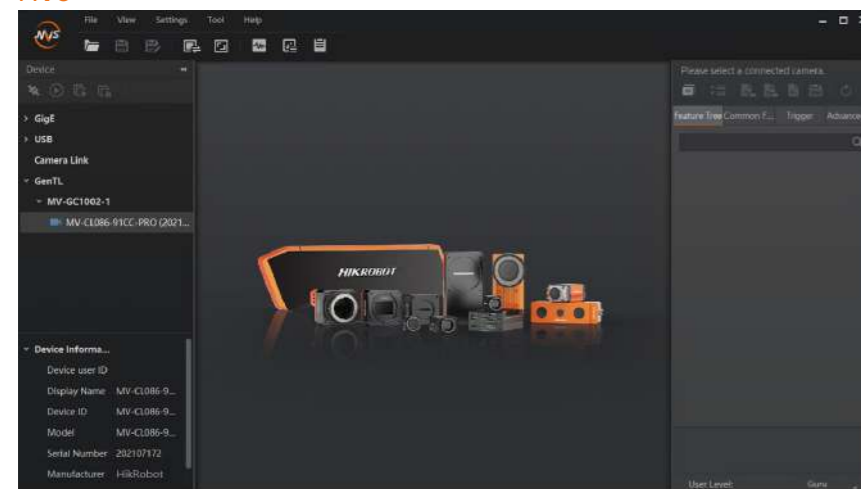 MVS
File View Settings Tool Help
Device
Please select a connected camera.
Feature Tree Common F... Trigger Advance
GigE
USB
Camera Link
GenTL
MV-GC1002-1
MV-CL086-91CC-PRO (2021...
HIKROBOT
Device Informa...
Device user ID
Display Name MV-CL086-9...
Device ID MV-CL086-9...
Model MV-CL086-9...
Serial Number 202107172
Manufacturer HikRobot
User Level: Guru